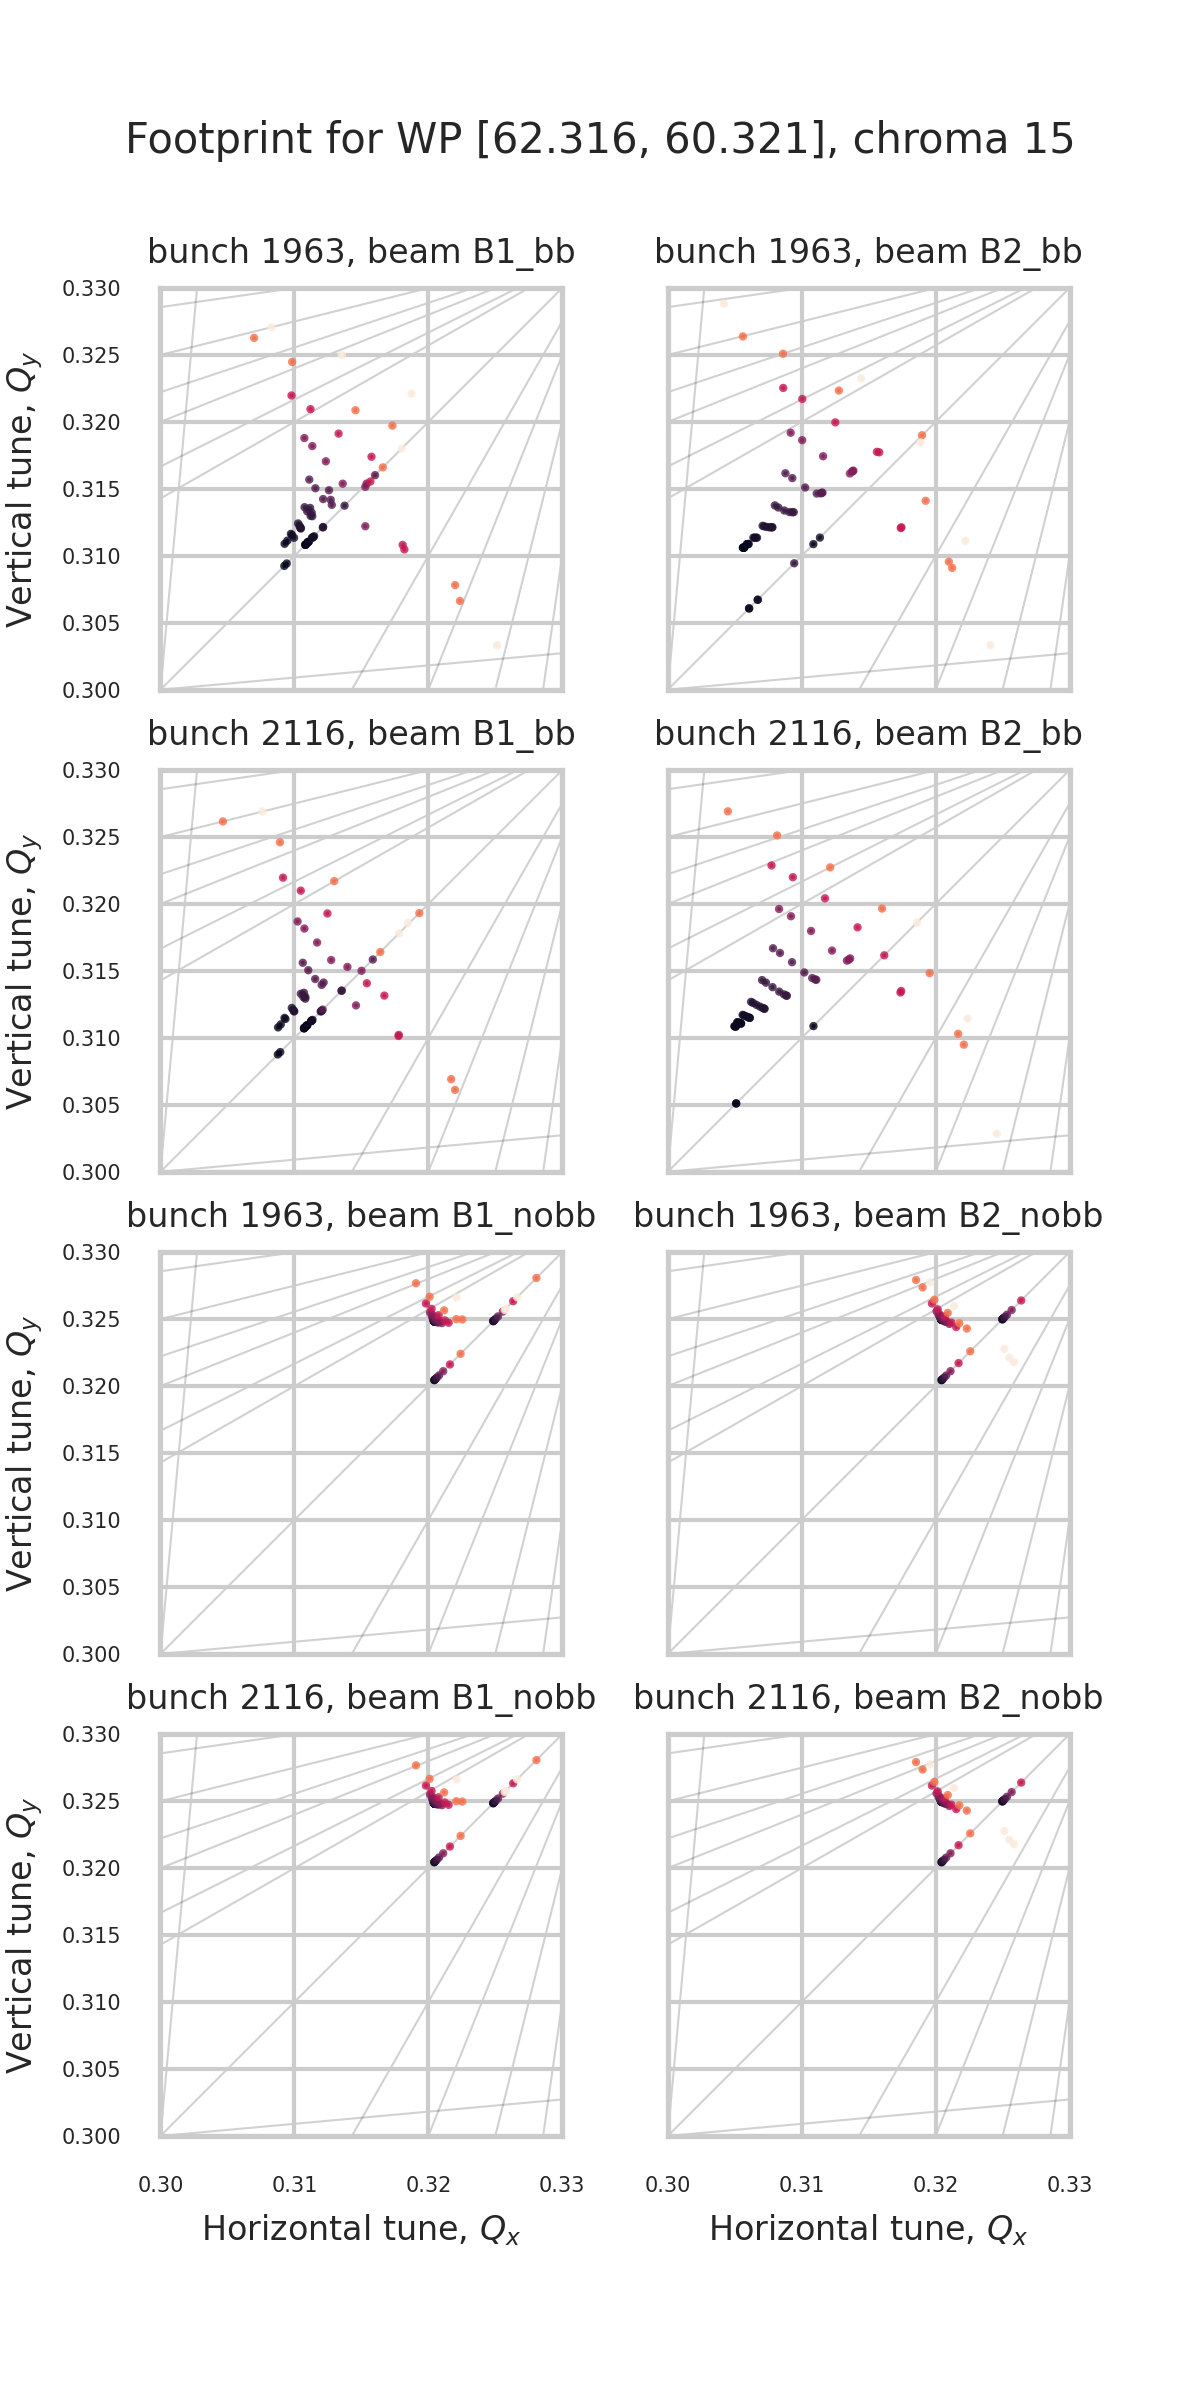 Footprint for WP [62.316, 60.321], chroma 15
bunch 1963, beam B1_bb
bunch 1963, beam B2_bb
0.330
0.325
0.320
0.315
0.310
0.305
0.300
Vertical tune, Qy
bunch 2116, beam B1_bb
bunch 2116, beam B2_bb
0.330
0.325
0.320
0.315
0.310
0.305
0.300
Vertical tune, Qy
bunch 1963, beam B1_nobb
bunch 1963, beam B2_nobb
0.330
0.325
0.320
0.315
0.310
0.305
0.300
Vertical tune, Qy
bunch 2116, beam B1_nobb
bunch 2116, beam B2_nobb
0.330
0.325
0.320
0.315
0.310
0.305
0.300
Vertical tune, Qy
0.30 0.31 0.32 0.33
0.30 0.31 0.32 0.33
Horizontal tune, Qx
Horizontal tune, Qx